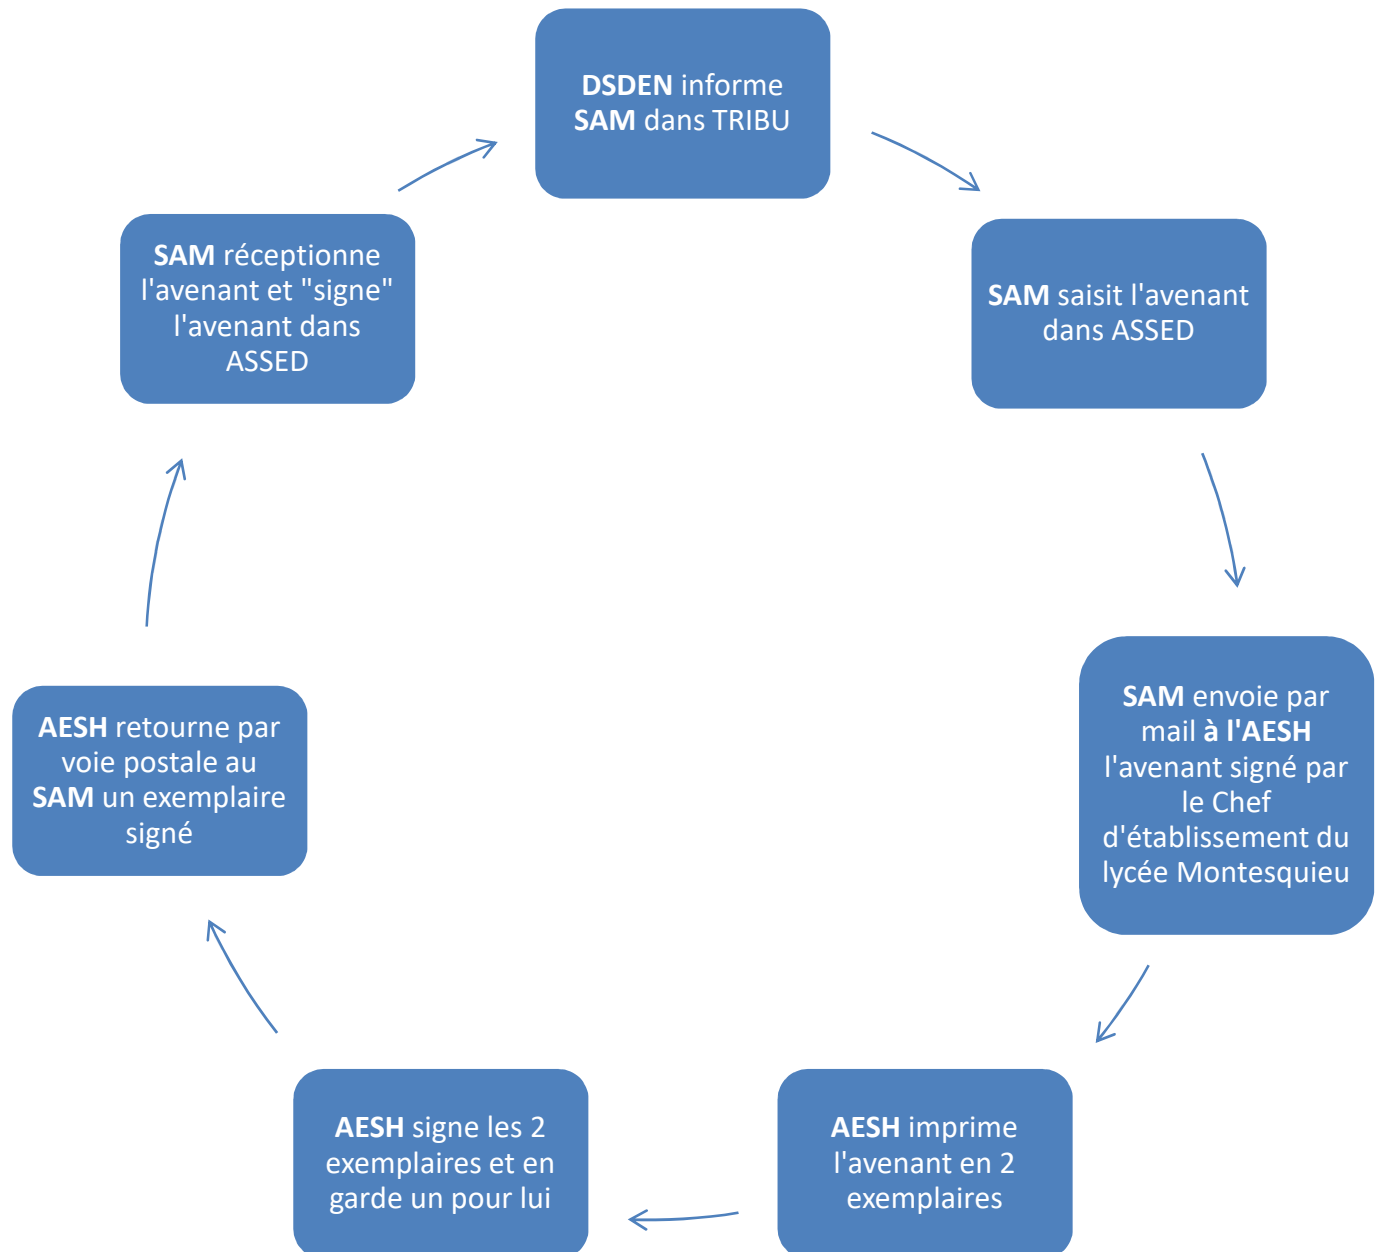 DSDEN informe
SAM dans TRIBU
SAM saisit l'avenant
dans ASSED
SAM envoie par
mail à l'AESH
l'avenant signé par
le Chef
d'établissement du
lycée Montesquieu
AESH imprime
l'avenant en 2
exemplaires
AESH signe les 2
exemplaires et en
garde un pour lui
AESH retourne par
voie postale au
SAM un exemplaire
signé
SAM réceptionne
l'avenant et "signe"
l'avenant dans
ASSED